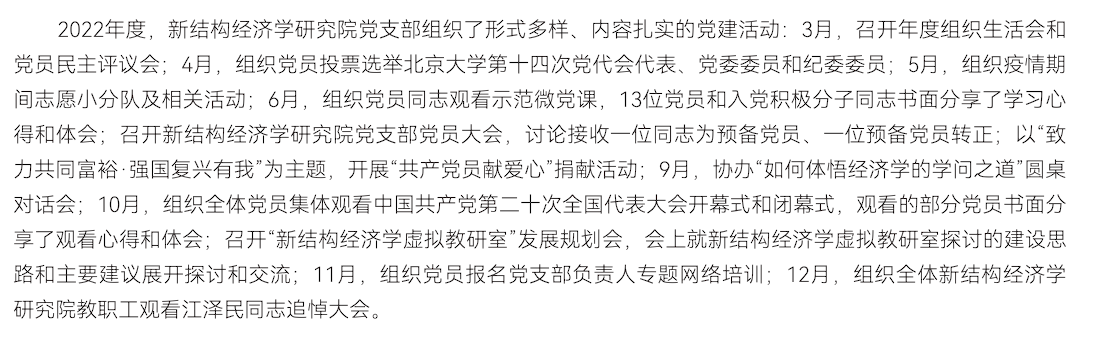 2022年度，新结构经济学研究院党支部组织了形式多样、内容扎实的党建活动：3月，召开年度组织生活会和
党员民主评议会；4月，组织党员投票选举北京大学第十四次党代会代表、党委委员和纪委委员；5月，组织疫情期
间志愿小分队及相关活动；6月，组织党员同志观看示范微党课，13位党员和入党积极分子同志书面分享了学习心
得和体会；召开新结构经济学研究院党支部党员大会，讨论接收一位同志为预备党员、一位预备党员转正；以“致
力共同富裕·强国复兴有我”为主题，开展“共产党员献爱心”捐献活动；9月，协办“如何体悟经济学的学问之道”圆桌
对话会；10月，组织全体党员集体观看中国共产党第二十次全国代表大会开幕式和闭幕式，观看的部分党员书面分
享了观看心得和体会；召开“新结构经济学虚拟教研室”发展规划会，会上就新结构经济学虚拟教研室探讨的建设思
路和主要建议展开探讨和交流；11月，组织党员报名党支部负责人专题网络培训；12月，组织全体新结构经济学
研究院教职工观看江泽民同志追悼大会。